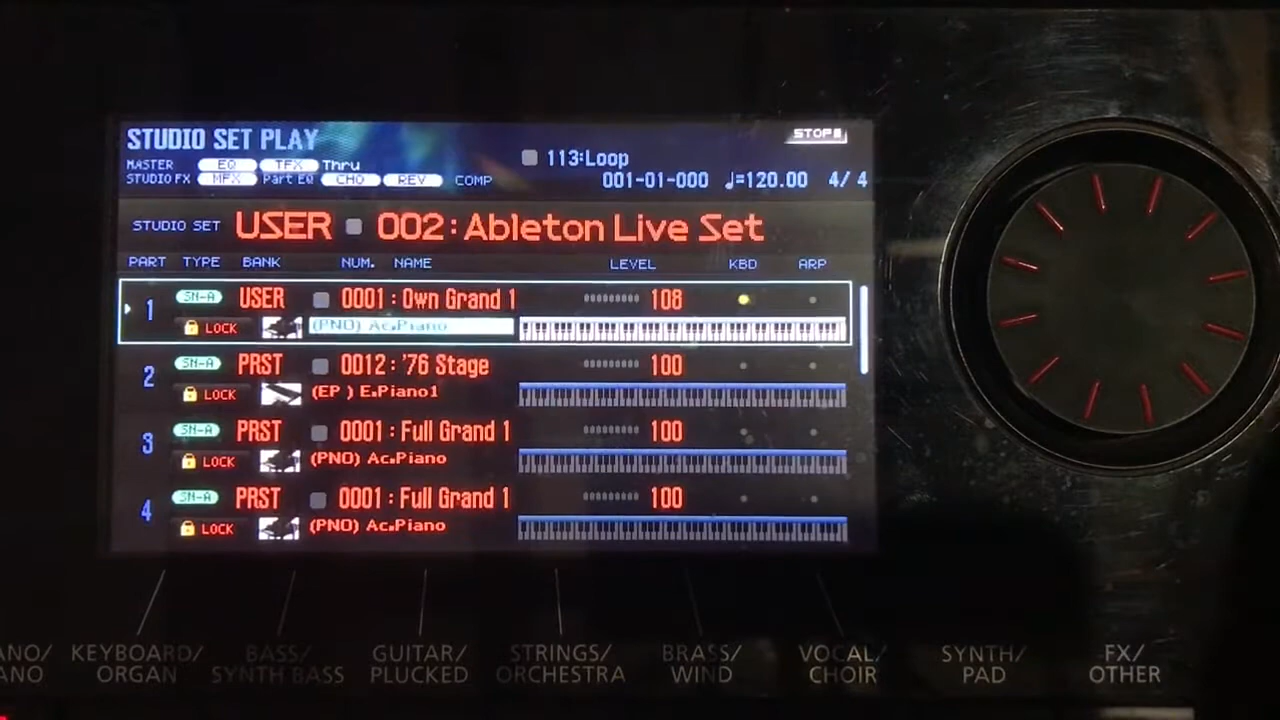 STUDIO SET PLAY
STOP
MASTER EQ TFX Thru
113:Loop
STUDIO FX MFX Part EQ CHO REV COMP
001-01-000 ♩=120.00 4/ 4
STUDIO SET USER 002:Ableton Live Set
PART TYPE BANK NUM. NAME LEVEL KBD ARP
1 SN-A USER 0001:Own Grand 1 108
LOCK (PNO) Ac.Piano
2 SN-A PRST 0012:'76 Stage 100
LOCK (EP ) E.Piano1
3 SN-A PRST 0001:Full Grand 1 100
LOCK (PNO) Ac.Piano
4 SN-A PRST 0001:Full Grand 1 100
LOCK (PNO) Ac.Piano
ANO/ KEYBOARD/ BASS/ GUITAR/ STRINGS/ BRASS/ VOCAL/ SYNTH/ FX/
ANO ORGAN SYNTH BASS PLUCKED ORCHESTRA WIND CHOIR PAD OTHER